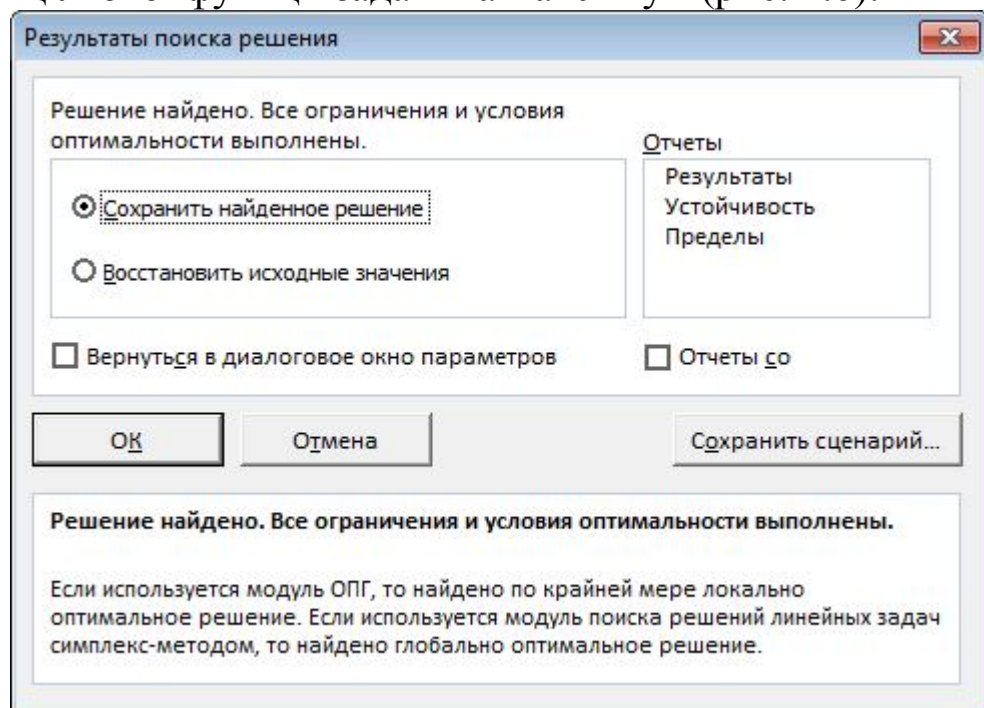 Результаты поиска решения
Решение найдено. Все ограничения и условия
оптимальности выполнены.
Отчеты
Результаты
Устойчивость
Пределы
Сохранить найденное решение
Восстановить исходные значения
Вернуться в диалоговое окно параметров
Отчеты со
ОК
Отмена
Сохранить сценарий...
Решение найдено. Все ограничения и условия оптимальности выполнены.
Если используется модуль ОПГ, то найдено по крайней мере локально
оптимальное решение. Если используется модуль поиска решений линейных задач
симплекс-методом, то найдено глобально оптимальное решение.